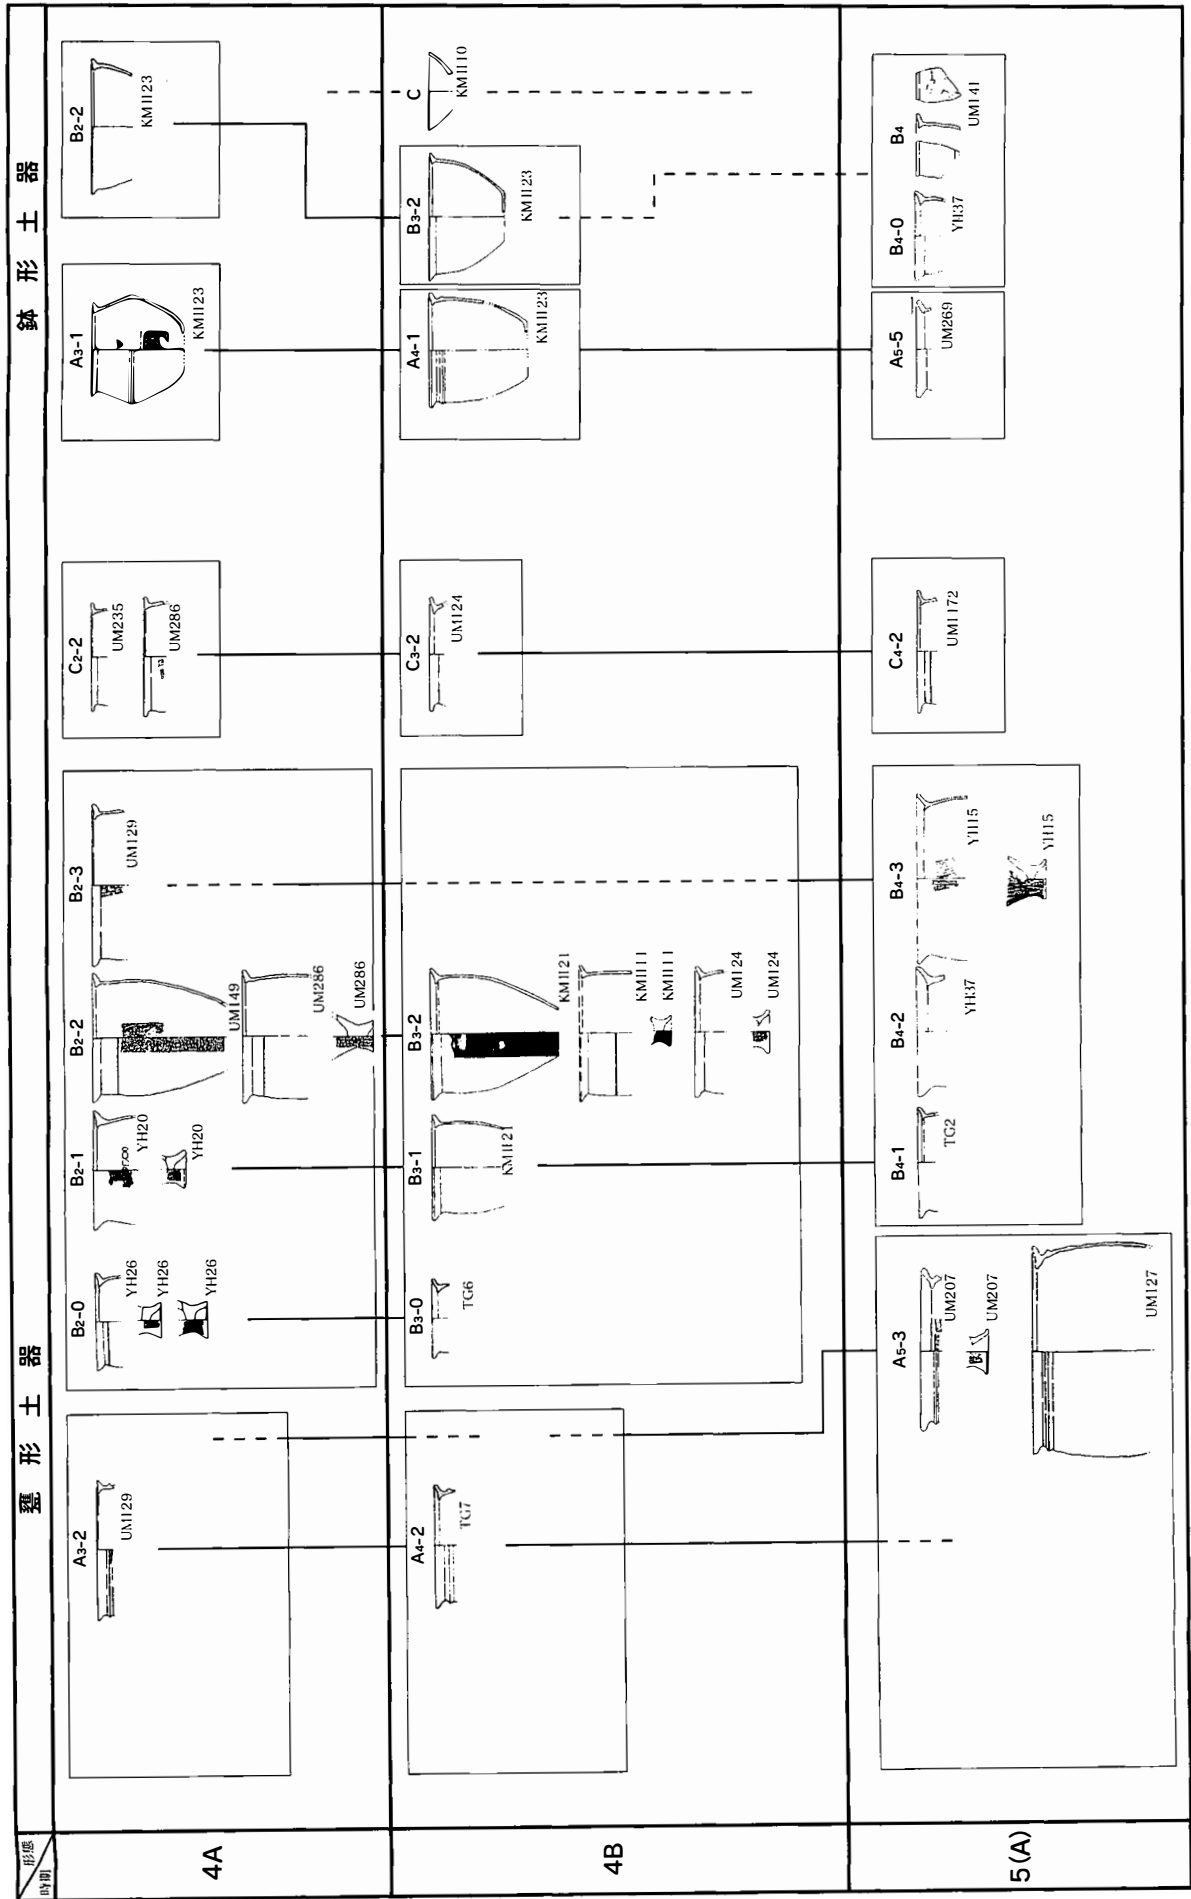 形態
時期
甕形土器
鉢形土器
4A
A3-2
UM129
B2-0
YH26
YH26
YH26
B2-1
YH20
YH20
B2-2
UM149
UM286
UM286
B2-3
UM129
C2-2
UM235
UM286
A3-1
KM1123
B2-2
KM1123
4B
A4-2
TG7
B3-0
TG6
B3-1
KM1121
B3-2
KM1121
KM1111
KM1111
UM124
UM124
C3-2
UM124
A4-1
KM1123
B3-2
KM1123
C
KM1110
5(A)
A5-3
UM207
UM207
UM127
B4-1
TG2
B4-2
YH37
B4-3
YH15
YH15
C4-2
UM1172
A5-5
UM269
B4-0
YH37
B4
UM141